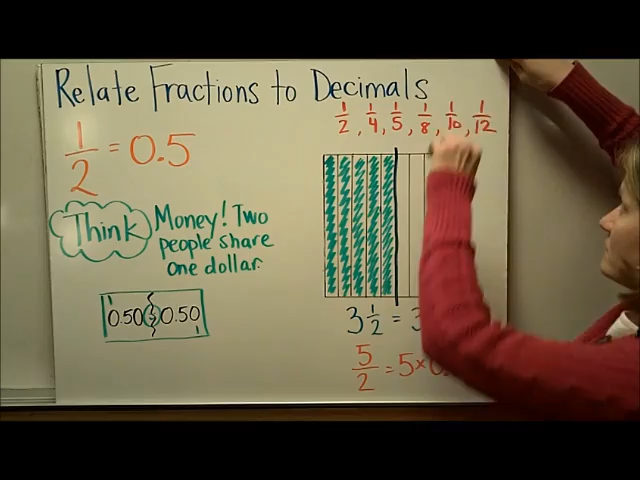 Relate Fractions to Decimals
1/2, 1/4, 1/5, 1/8, 1/10, 1/12
1/2 = 0.5
Think
Money! Two
people share
one dollar.
0.50 0.50
3 1/2 = 3
5/2 = 5×0.